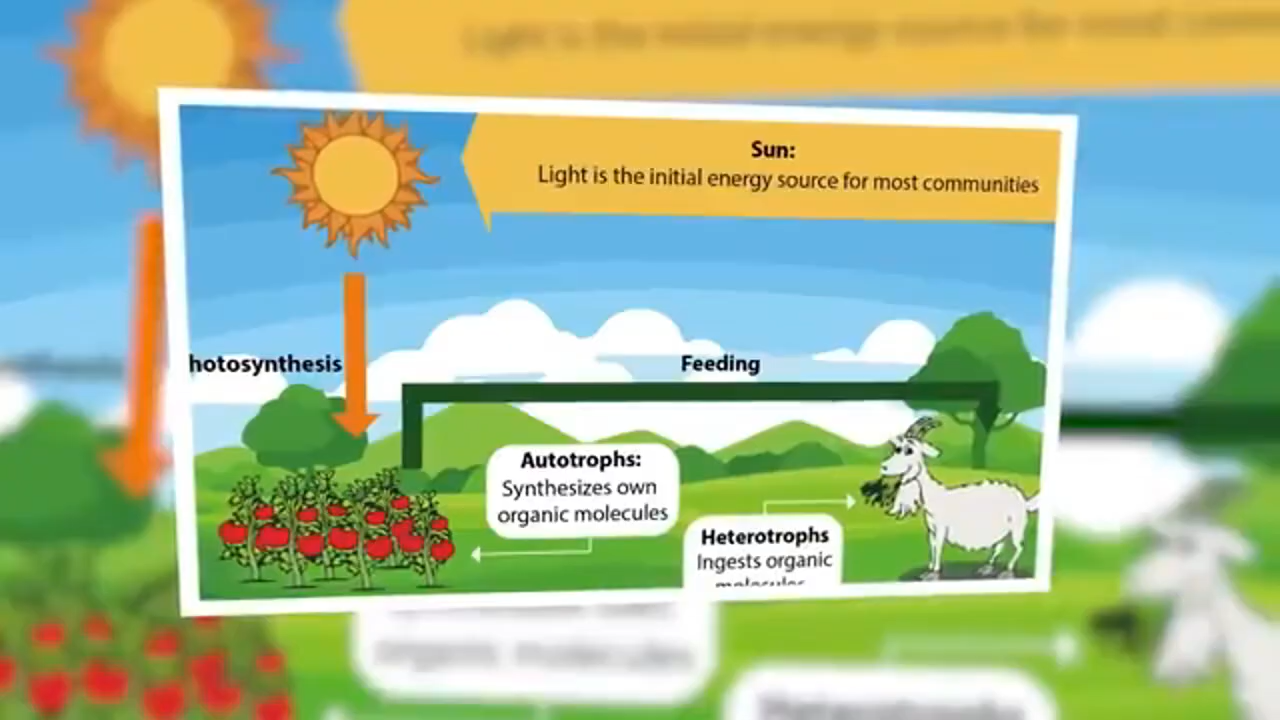 Sun:
Light is the initial energy source for most communities
hotosynthesis
Feeding
Autotrophs:
Synthesizes own
organic molecules
Heterotrophs
Ingests organic
molecules